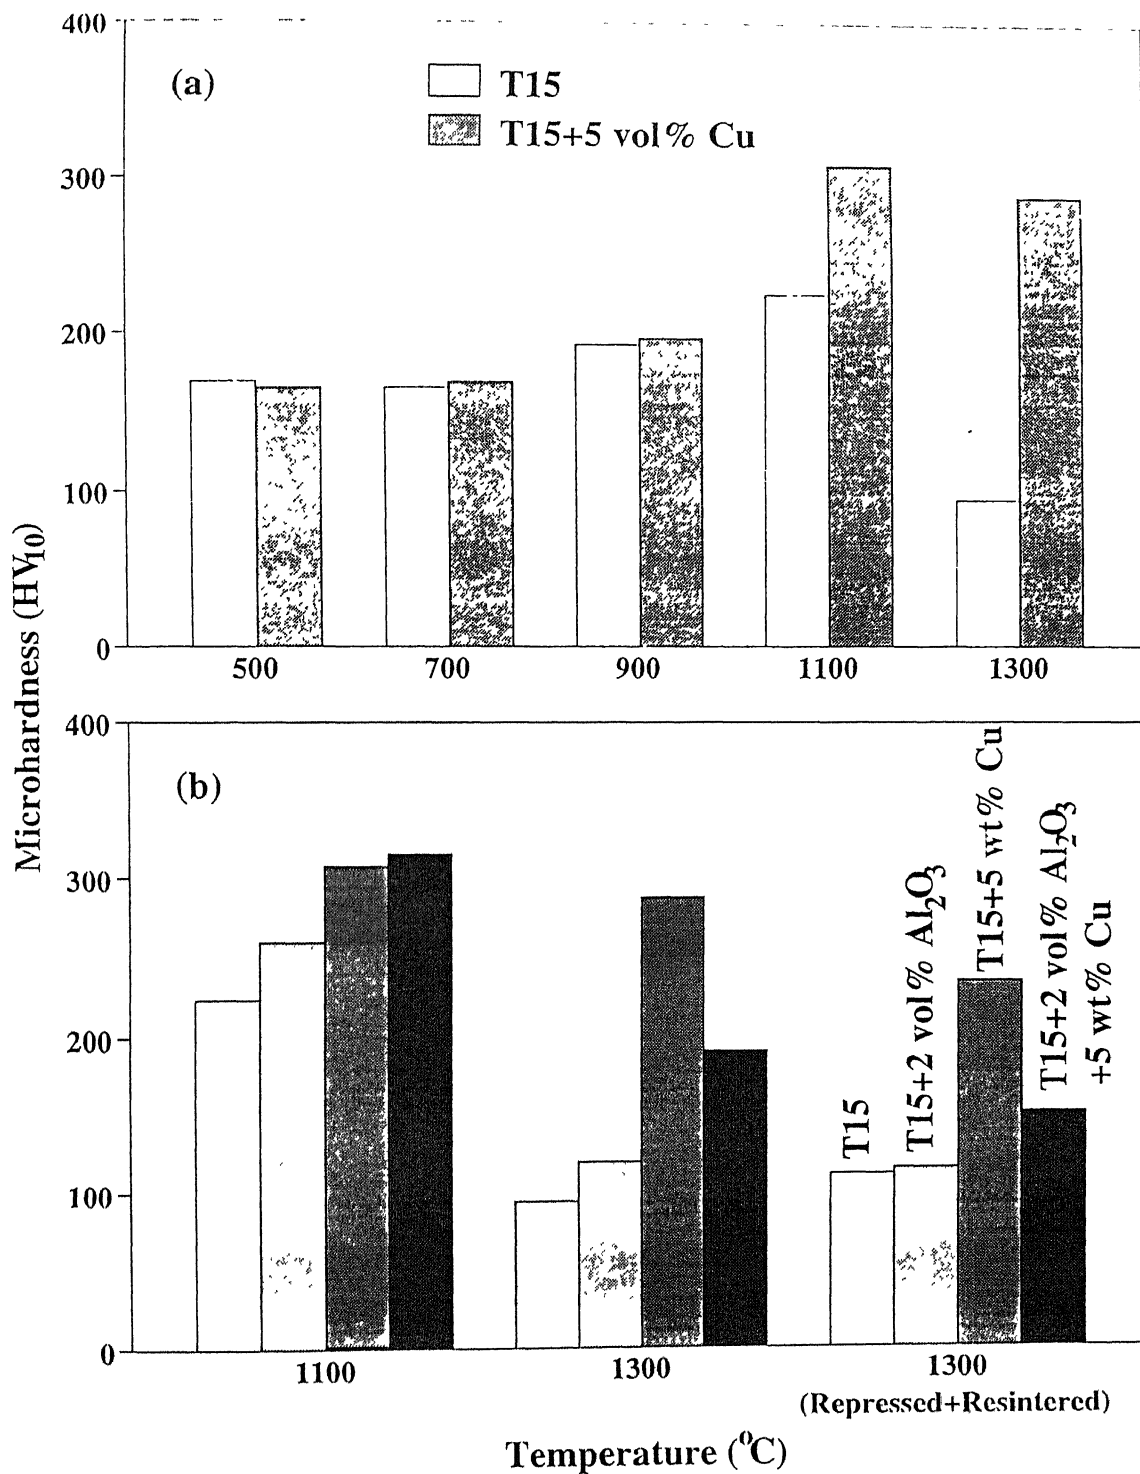 400
(a)
T15
T15+5 vol% Cu
300
200
100
0
500 700 900 1100 1300
Microhardness (HV10)
400
(b)
300
200
100
0
T15
T15+2 vol% Al2O3
T15+5 wt% Cu
T15+2 vol% Al2O3
+5 wt% Cu
1100 1300 1300
(Repressed+Resintered)
Temperature (°C)